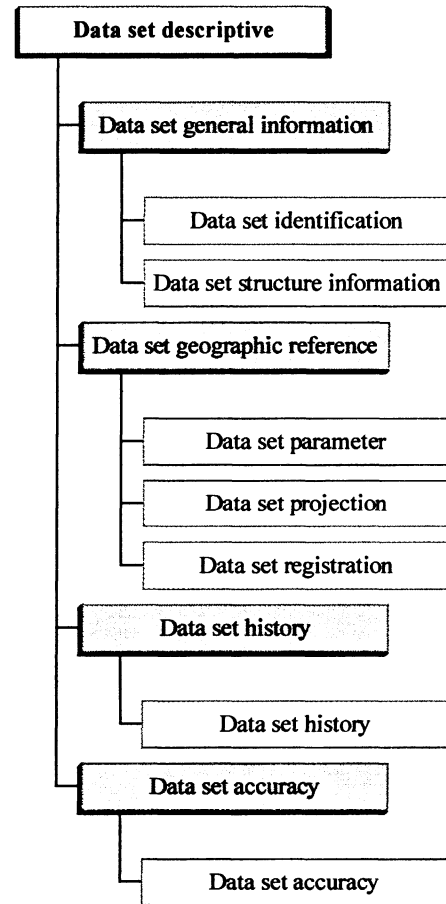 Data set descriptive
Data set general information
Data set identification
Data set structure information
Data set geographic reference
Data set parameter
Data set projection
Data set registration
Data set history
Data set history
Data set accuracy
Data set accuracy